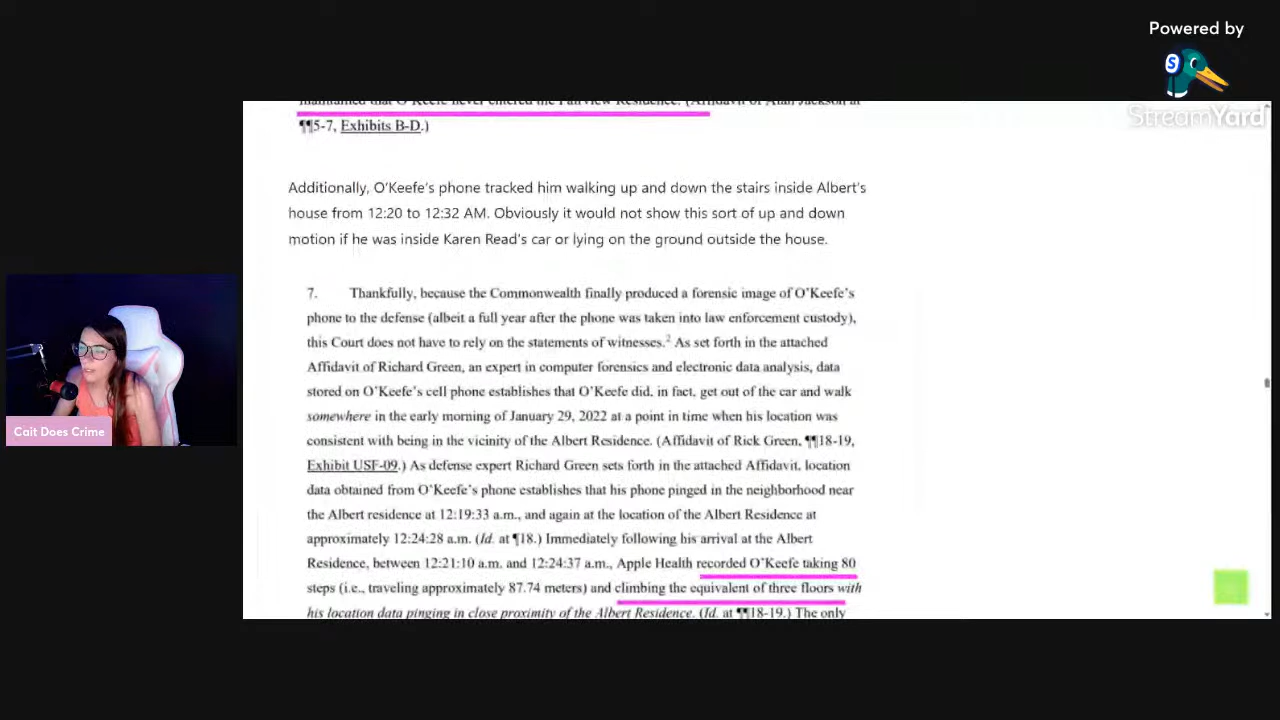 Powered by
S
StreamYard
maintained that O'Keefe never entered the Fairview Residence. (Affidavit of Alan Jackson at
¶¶5-7, Exhibits B-D.)
Additionally, O'Keefe's phone tracked him walking up and down the stairs inside Albert's
house from 12:20 to 12:32 AM. Obviously it would not show this sort of up and down
motion if he was inside Karen Read's car or lying on the ground outside the house.
7. Thankfully, because the Commonwealth finally produced a forensic image of O'Keefe's
phone to the defense (albeit a full year after the phone was taken into law enforcement custody),
this Court does not have to rely on the statements of witnesses.2 As set forth in the attached
Affidavit of Richard Green, an expert in computer forensics and electronic data analysis, data
stored on O'Keefe's cell phone establishes that O'Keefe did, in fact, get out of the car and walk
somewhere in the early morning of January 29, 2022 at a point in time when his location was
consistent with being in the vicinity of the Albert Residence. (Affidavit of Rick Green, ¶¶18-19,
Exhibit USF-09.) As defense expert Richard Green sets forth in the attached Affidavit, location
data obtained from O'Keefe's phone establishes that his phone pinged in the neighborhood near
the Albert residence at 12:19:33 a.m., and again at the location of the Albert Residence at
approximately 12:24:28 a.m. (Id. at ¶18.) Immediately following his arrival at the Albert
Residence, between 12:21:10 a.m. and 12:24:37 a.m., Apple Health recorded O'Keefe taking 80
steps (i.e., traveling approximately 87.74 meters) and climbing the equivalent of three floors with
his location data pinging in close proximity of the Albert Residence. (Id. at ¶¶18-19.) The only
Cait Does Crime